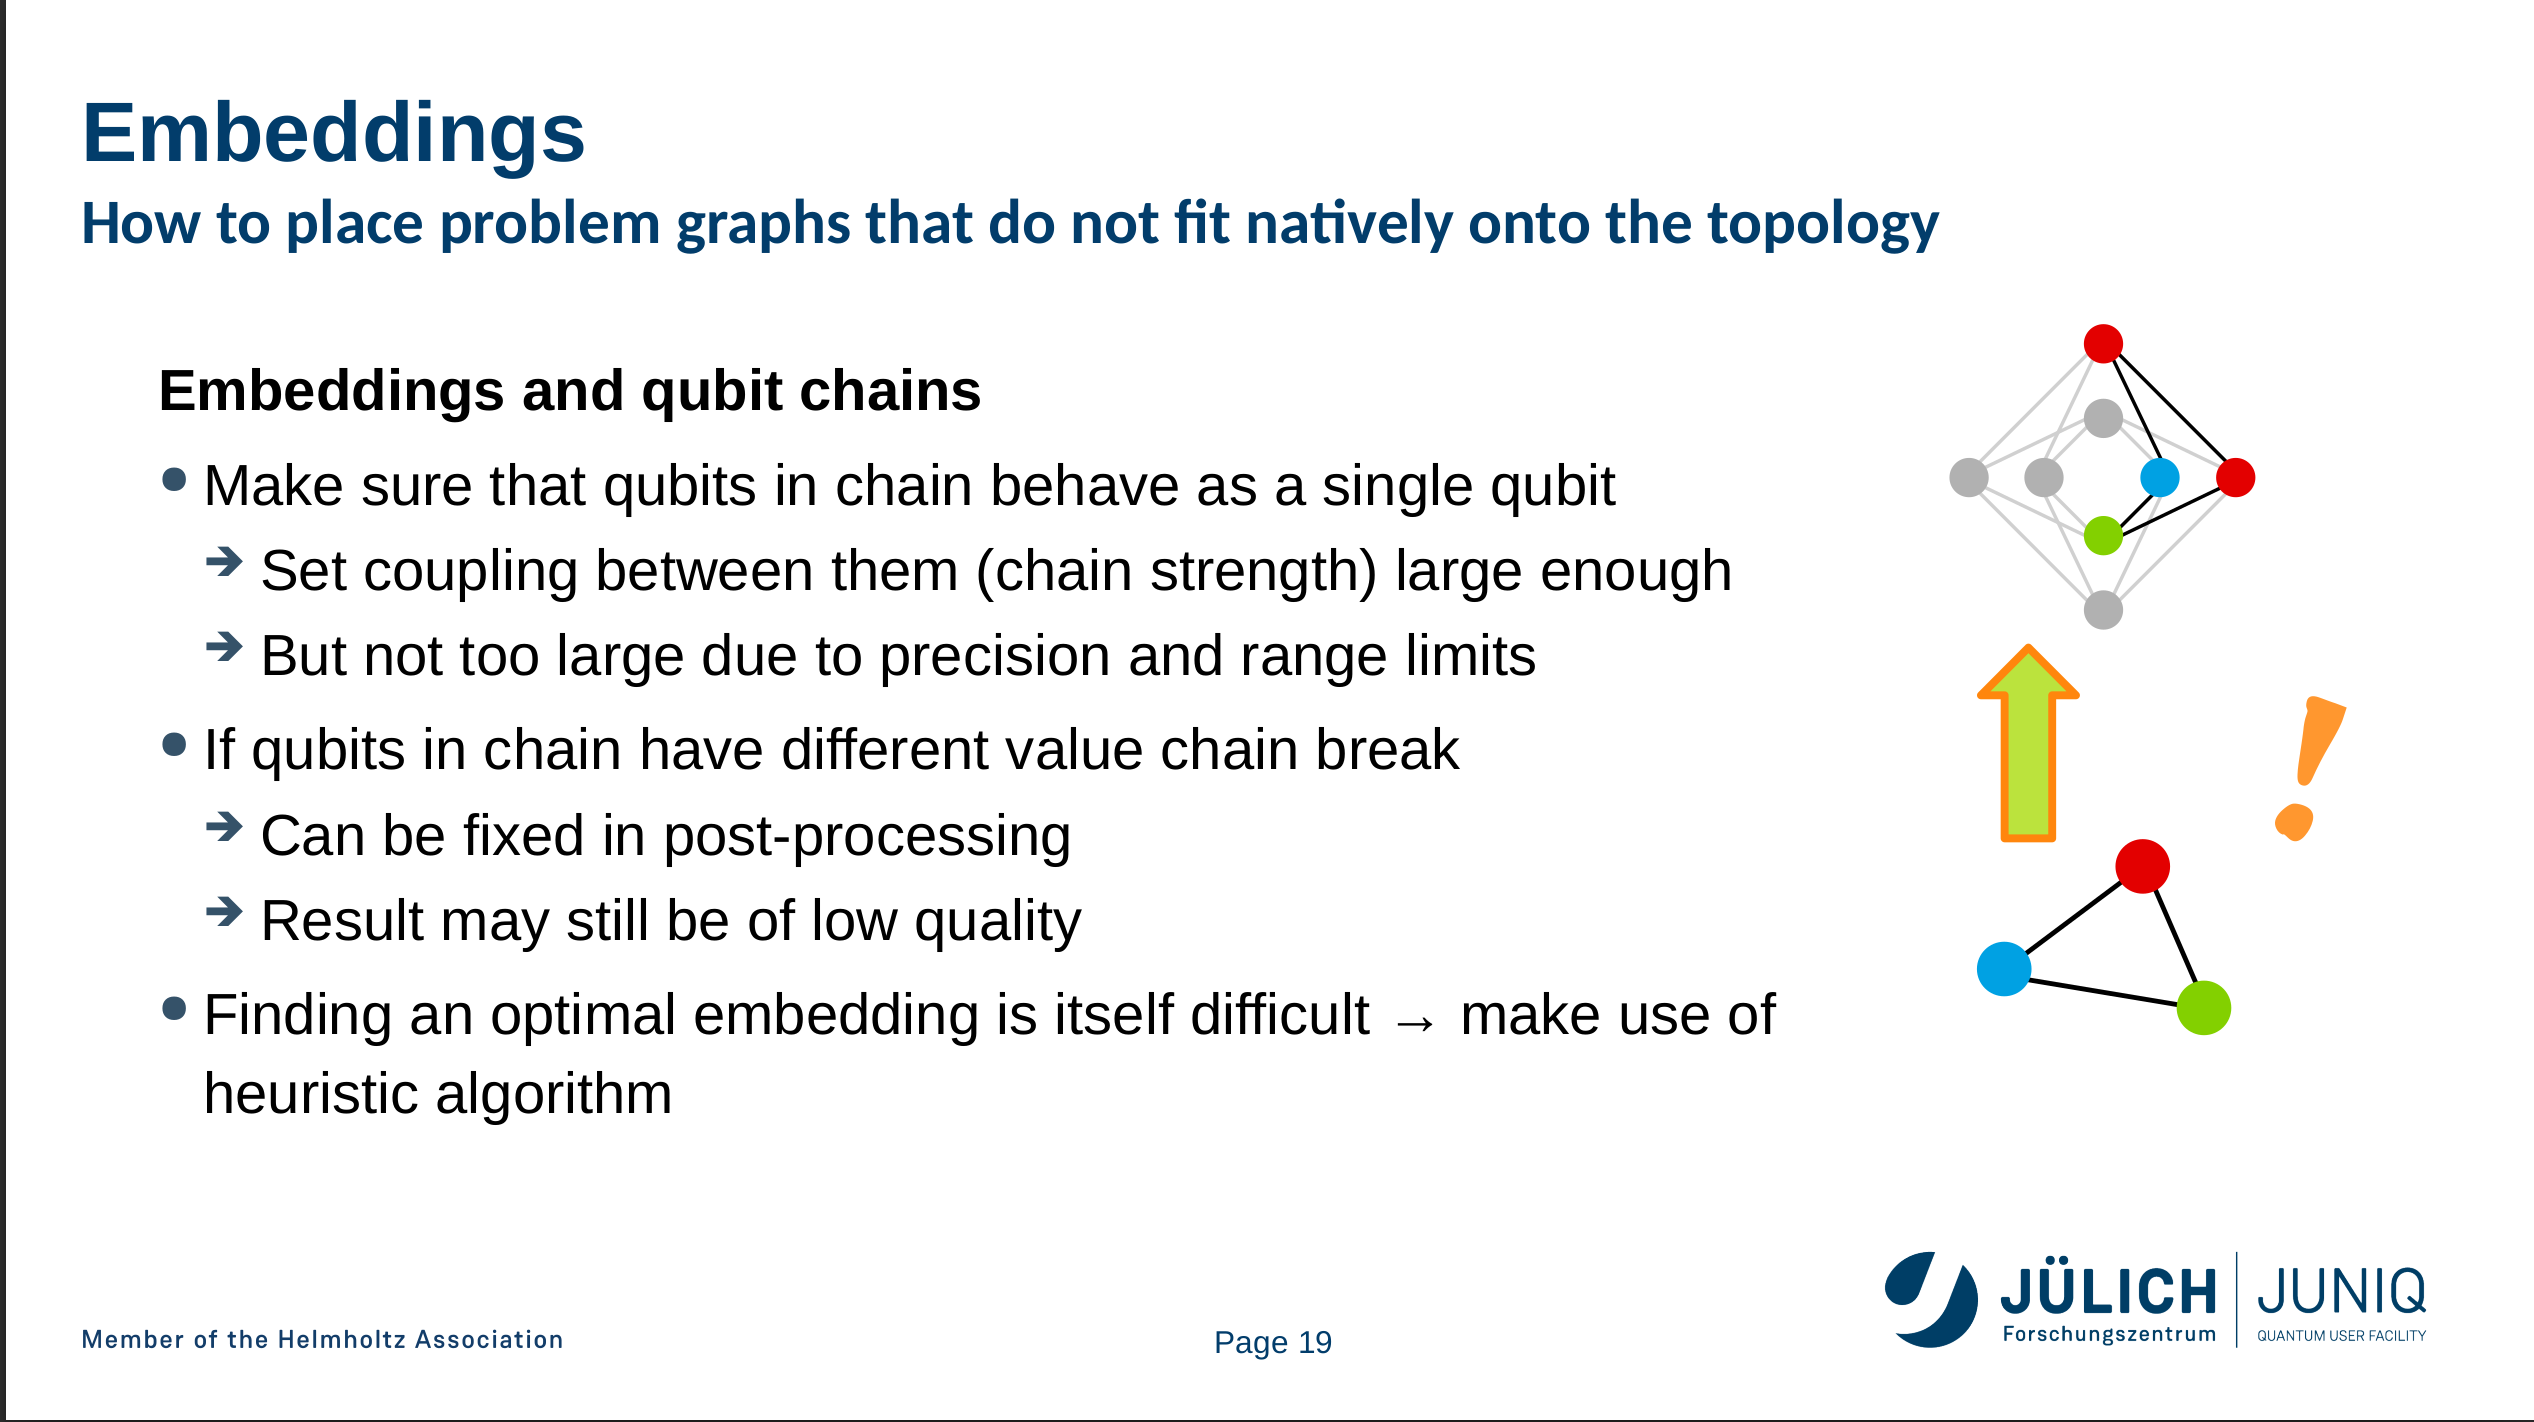 Embeddings
How to place problem graphs that do not fit natively onto the topology
Embeddings and qubit chains
• Make sure that qubits in chain behave as a single qubit
➔ Set coupling between them (chain strength) large enough
➔ But not too large due to precision and range limits
• If qubits in chain have different value chain break
➔ Can be fixed in post-processing
➔ Result may still be of low quality
• Finding an optimal embedding is itself difficult → make use of
heuristic algorithm
!
Member of the Helmholtz Association
Page 19
JÜLICH
Forschungszentrum
JUNIQ
QUANTUM USER FACILITY